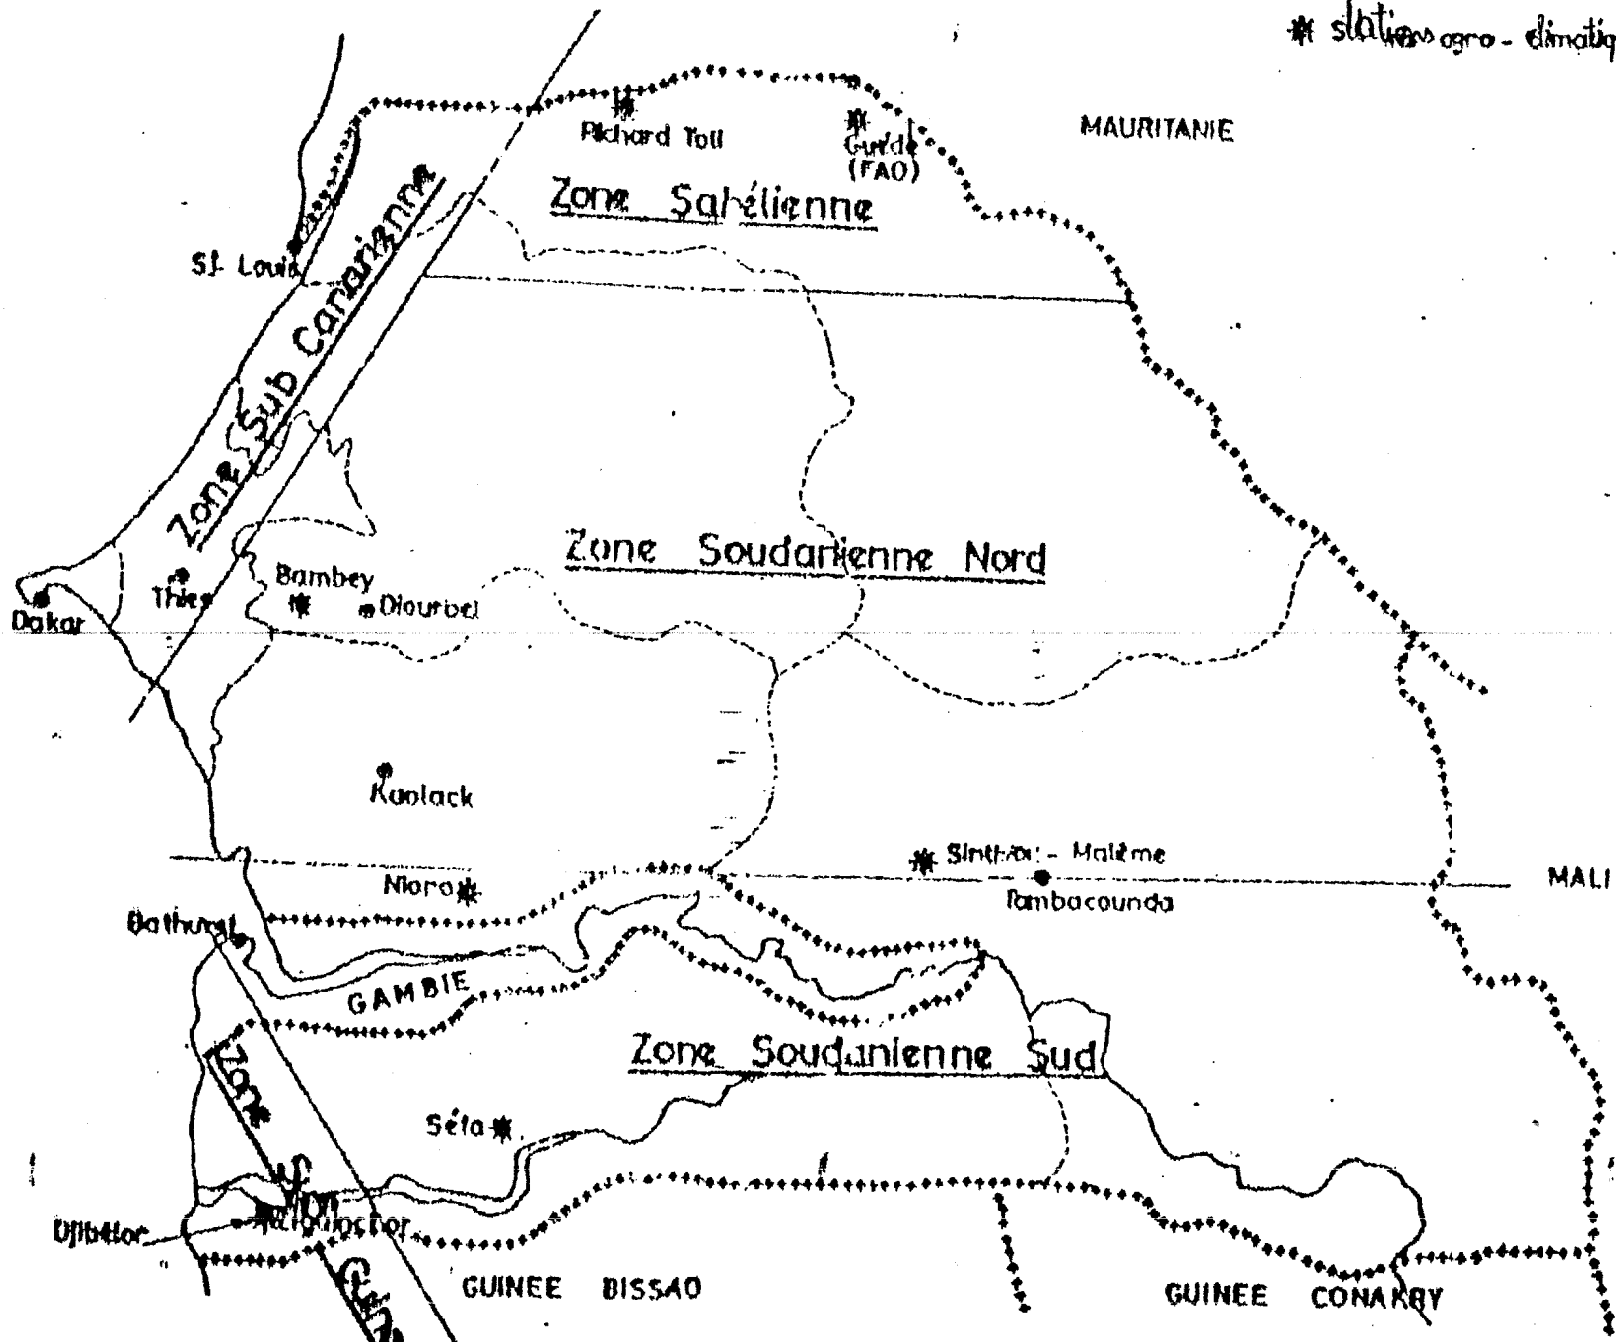 stations agro - climatiq
MAURITANIE
Richard Toll
Guédé
(FAO)
Zone Sahélienne
St Louis
Zone Sub Canarienne
Zone Soudanienne Nord
Bambey
Thies
Diourbel
Dakar
Kaolack
Sinthiou - Malème
MALI
Nioro
Tambacounda
Bathurst
GAMBIE
Zone Soudanienne Sud
Zone
Séfa
Ziguinchor
Djibélor
GUINEE BISSAO
GUINEE CONAKRY